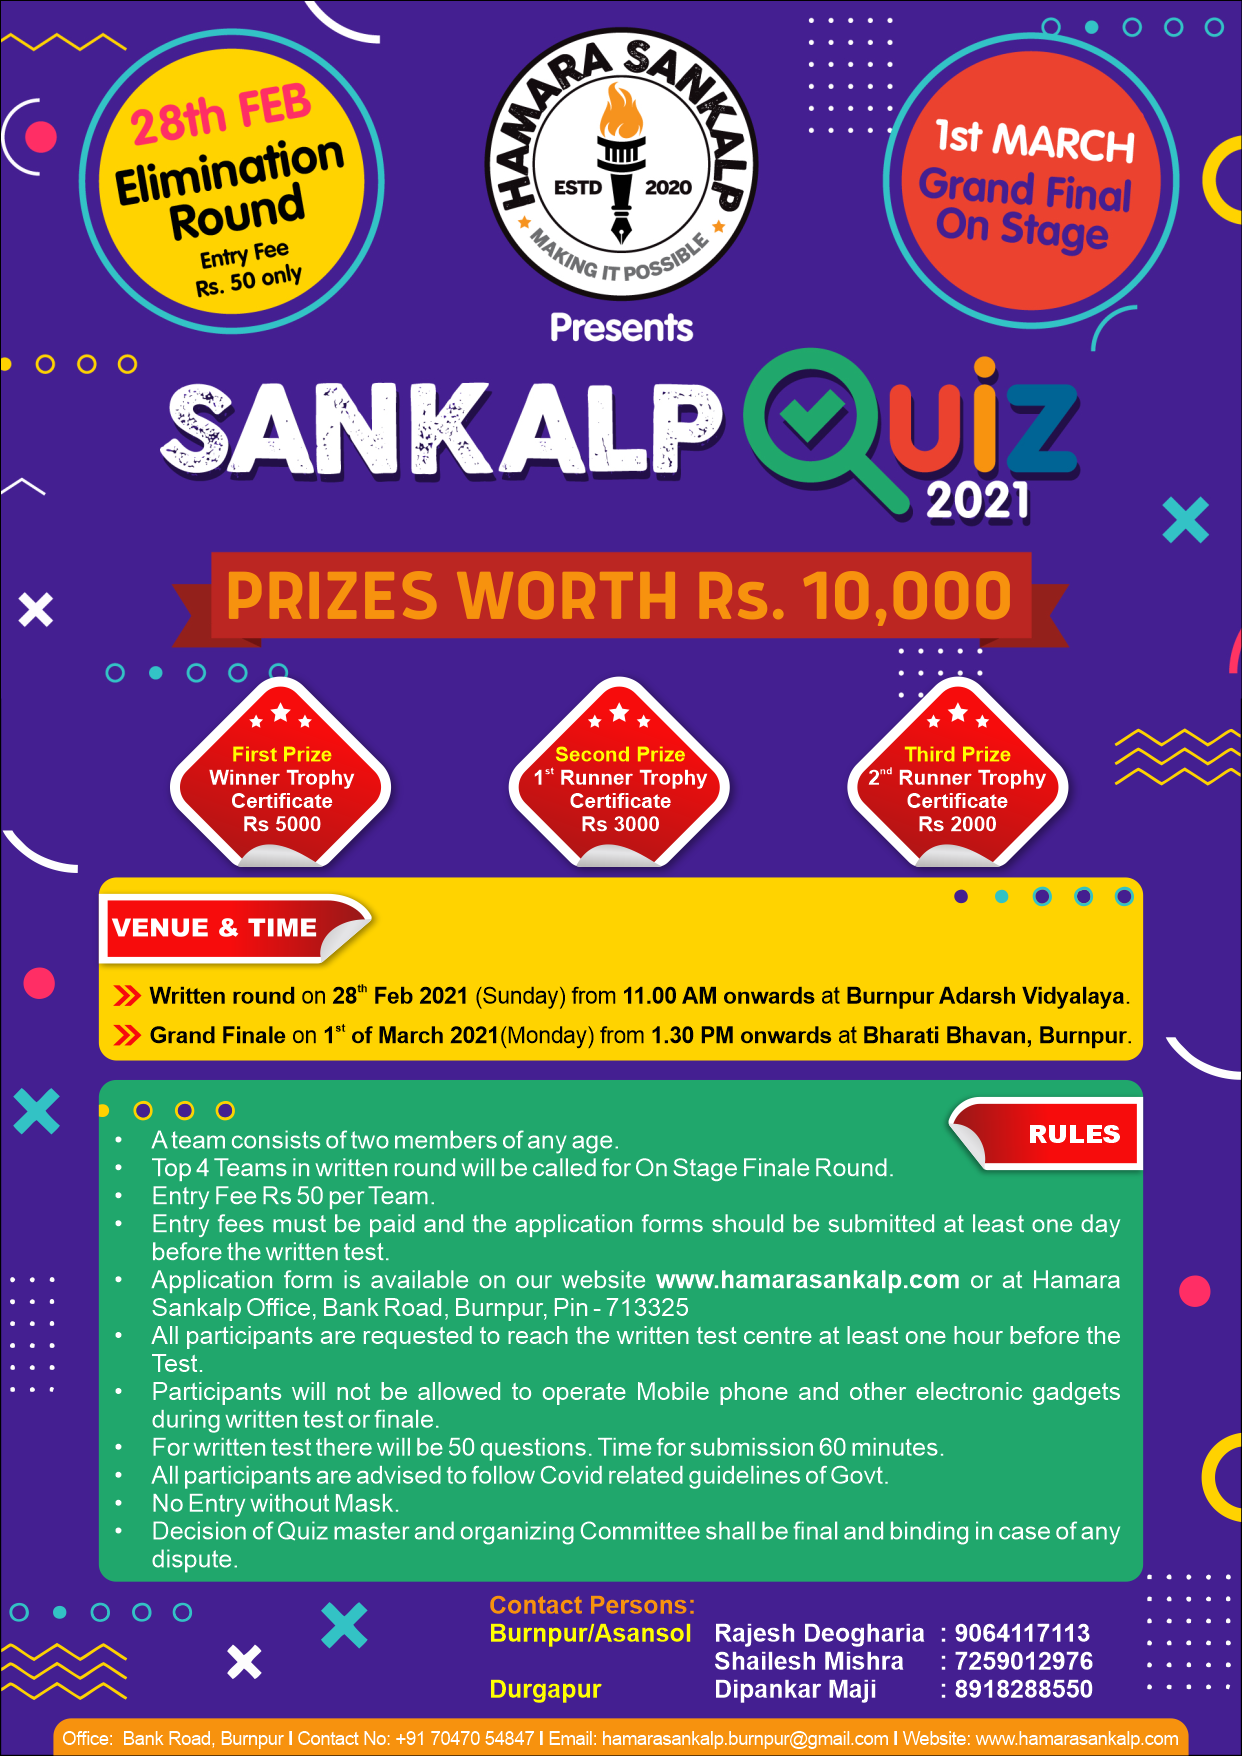 28th FEB
Elimination
Round
Entry Fee
Rs. 50 only
HAMARA SANKALP
ESTD 2020
MAKING IT POSSIBLE
1st MARCH
Grand Final
On Stage
Presents
SANKALP QUIZ
2021
PRIZES WORTH Rs. 10,000
First Prize
Winner Trophy
Certificate
Rs 5000
Second Prize
1st Runner Trophy
Certificate
Rs 3000
Third Prize
2nd Runner Trophy
Certificate
Rs 2000
VENUE & TIME
Written round on 28th Feb 2021 (Sunday) from 11.00 AM onwards at Burnpur Adarsh Vidyalaya.
Grand Finale on 1st of March 2021(Monday) from 1.30 PM onwards at Bharati Bhavan, Burnpur.
RULES
• A team consists of two members of any age.
• Top 4 Teams in written round will be called for On Stage Finale Round.
• Entry Fee Rs 50 per Team.
• Entry fees must be paid and the application forms should be submitted at least one day
before the written test.
• Application form is available on our website www.hamarasankalp.com or at Hamara
Sankalp Office, Bank Road, Burnpur, Pin - 713325
• All participants are requested to reach the written test centre at least one hour before the
Test.
• Participants will not be allowed to operate Mobile phone and other electronic gadgets
during written test or finale.
• For written test there will be 50 questions. Time for submission 60 minutes.
• All participants are advised to follow Covid related guidelines of Govt.
• No Entry without Mask.
• Decision of Quiz master and organizing Committee shall be final and binding in case of any
dispute.
Contact Persons:
Burnpur/Asansol Rajesh Deogharia : 9064117113
Shailesh Mishra : 7259012976
Durgapur Dipankar Maji : 8918288550
Office: Bank Road, Burnpur I Contact No: +91 70470 54847 I Email: hamarasankalp.burnpur@gmail.com I Website: www.hamarasankalp.com